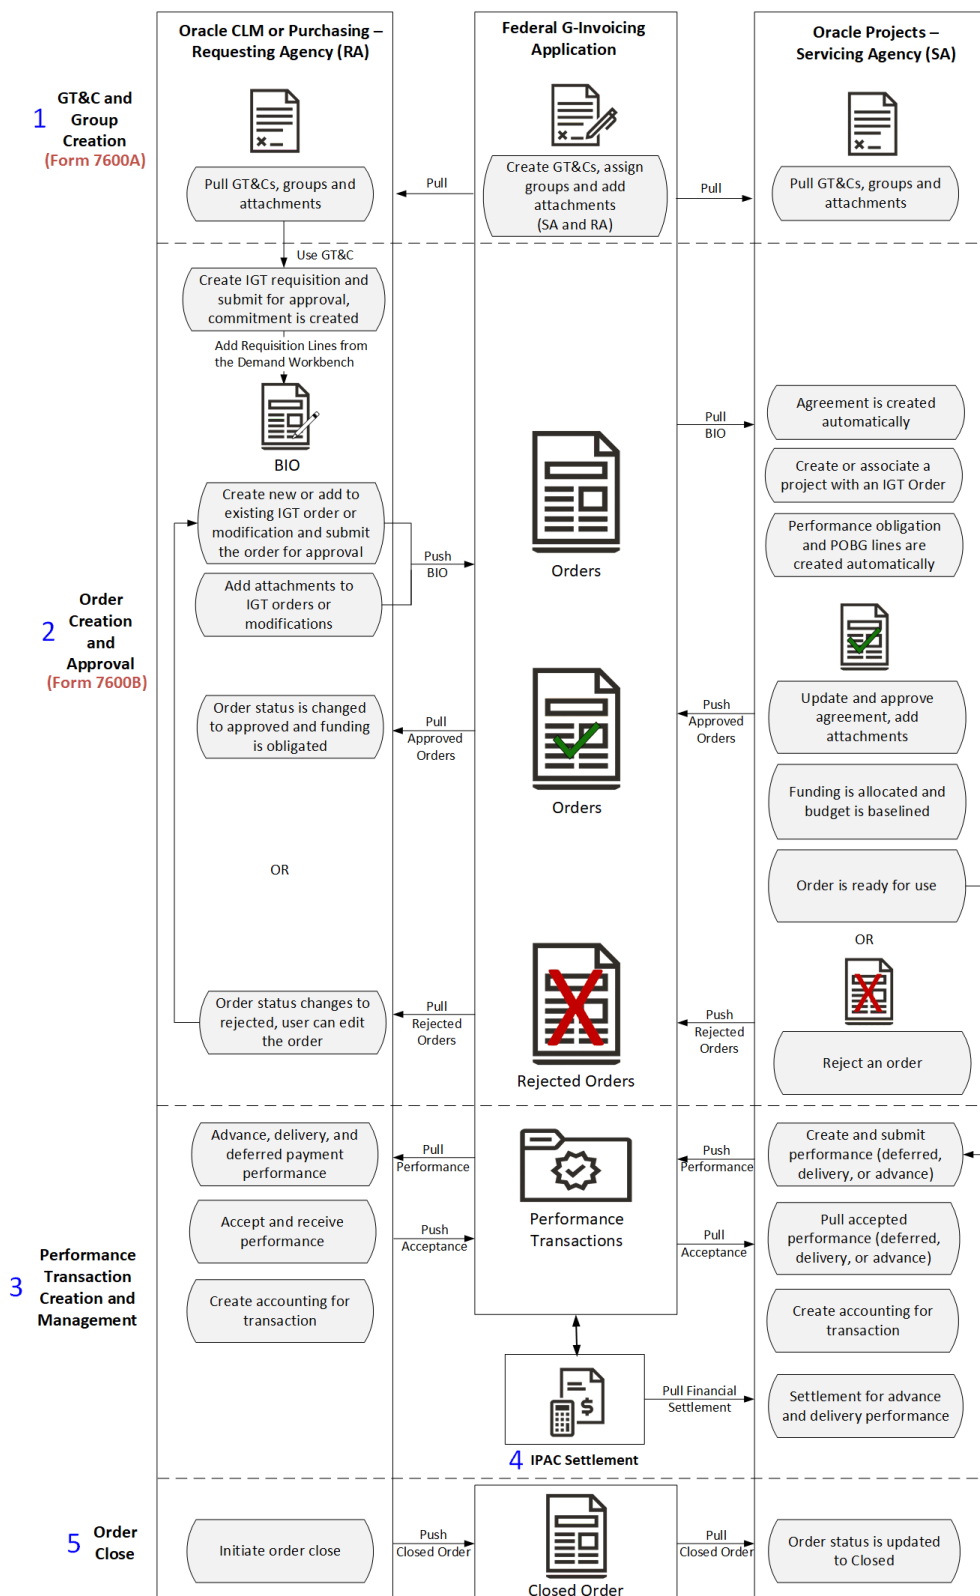 Oracle CLM or Purchasing –
Requesting Agency (RA)
Federal G-Invoicing
Application
Oracle Projects –
Servicing Agency (SA)
1
GT&C and
Group
Creation
(Form 7600A)
Pull GT&Cs, groups and
attachments
Pull
Create GT&Cs, assign
groups and add
attachments
(SA and RA)
Pull
Pull GT&Cs, groups and
attachments
Use GT&C
Create IGT requisition and
submit for approval,
commitment is created
Add Requisition Lines from
the Demand Workbench
BIO
Create new or add to
existing IGT order or
modification and submit
the order for approval
Add attachments to
IGT orders or
modifications
Push
BIO
Orders
Pull
BIO
Agreement is created
automatically
Create or associate a
project with an IGT Order
Performance obligation
and POBG lines are
created automatically
2
Order
Creation
and
Approval
(Form 7600B)
Order status is changed
to approved and funding
is obligated
Pull
Approved
Orders
Orders
Push
Approved
Orders
Update and approve
agreement, add
attachments
Funding is allocated and
budget is baselined
OR
Order is ready for use
OR
Order status changes to
rejected, user can edit
the order
Pull
Rejected
Orders
Rejected Orders
Push
Rejected
Orders
Reject an order
3
Performance
Transaction
Creation and
Management
Advance, delivery, and
deferred payment
performance
Pull
Performance
Performance
Transactions
Push
Performance
Create and submit
performance (deferred,
delivery, or advance)
Accept and receive
performance
Push
Acceptance
Pull
Acceptance
Pull accepted
performance (deferred,
delivery, or advance)
Create accounting for
transaction
Create accounting for
transaction
$
4 IPAC Settlement
Pull Financial
Settlement
Settlement for advance
and delivery performance
5
Order
Close
Initiate order close
Push
Closed Order
Closed Order
Pull
Closed Order
Order status is updated
to Closed